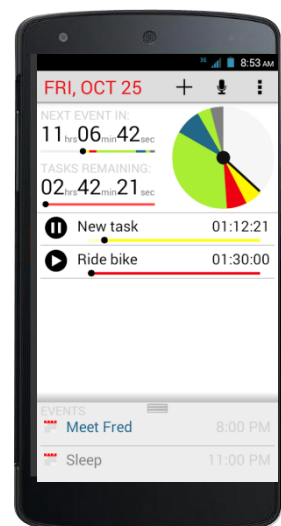 3G 8:53 AM
FRI, OCT 25
NEXT EVENT IN:
11hrs06min42sec
TASKS REMAINING:
02hrs42min21sec
New task 01:12:21
Ride bike 01:30:00
EVENTS
Meet Fred 8:00 PM
Sleep 11:00 PM